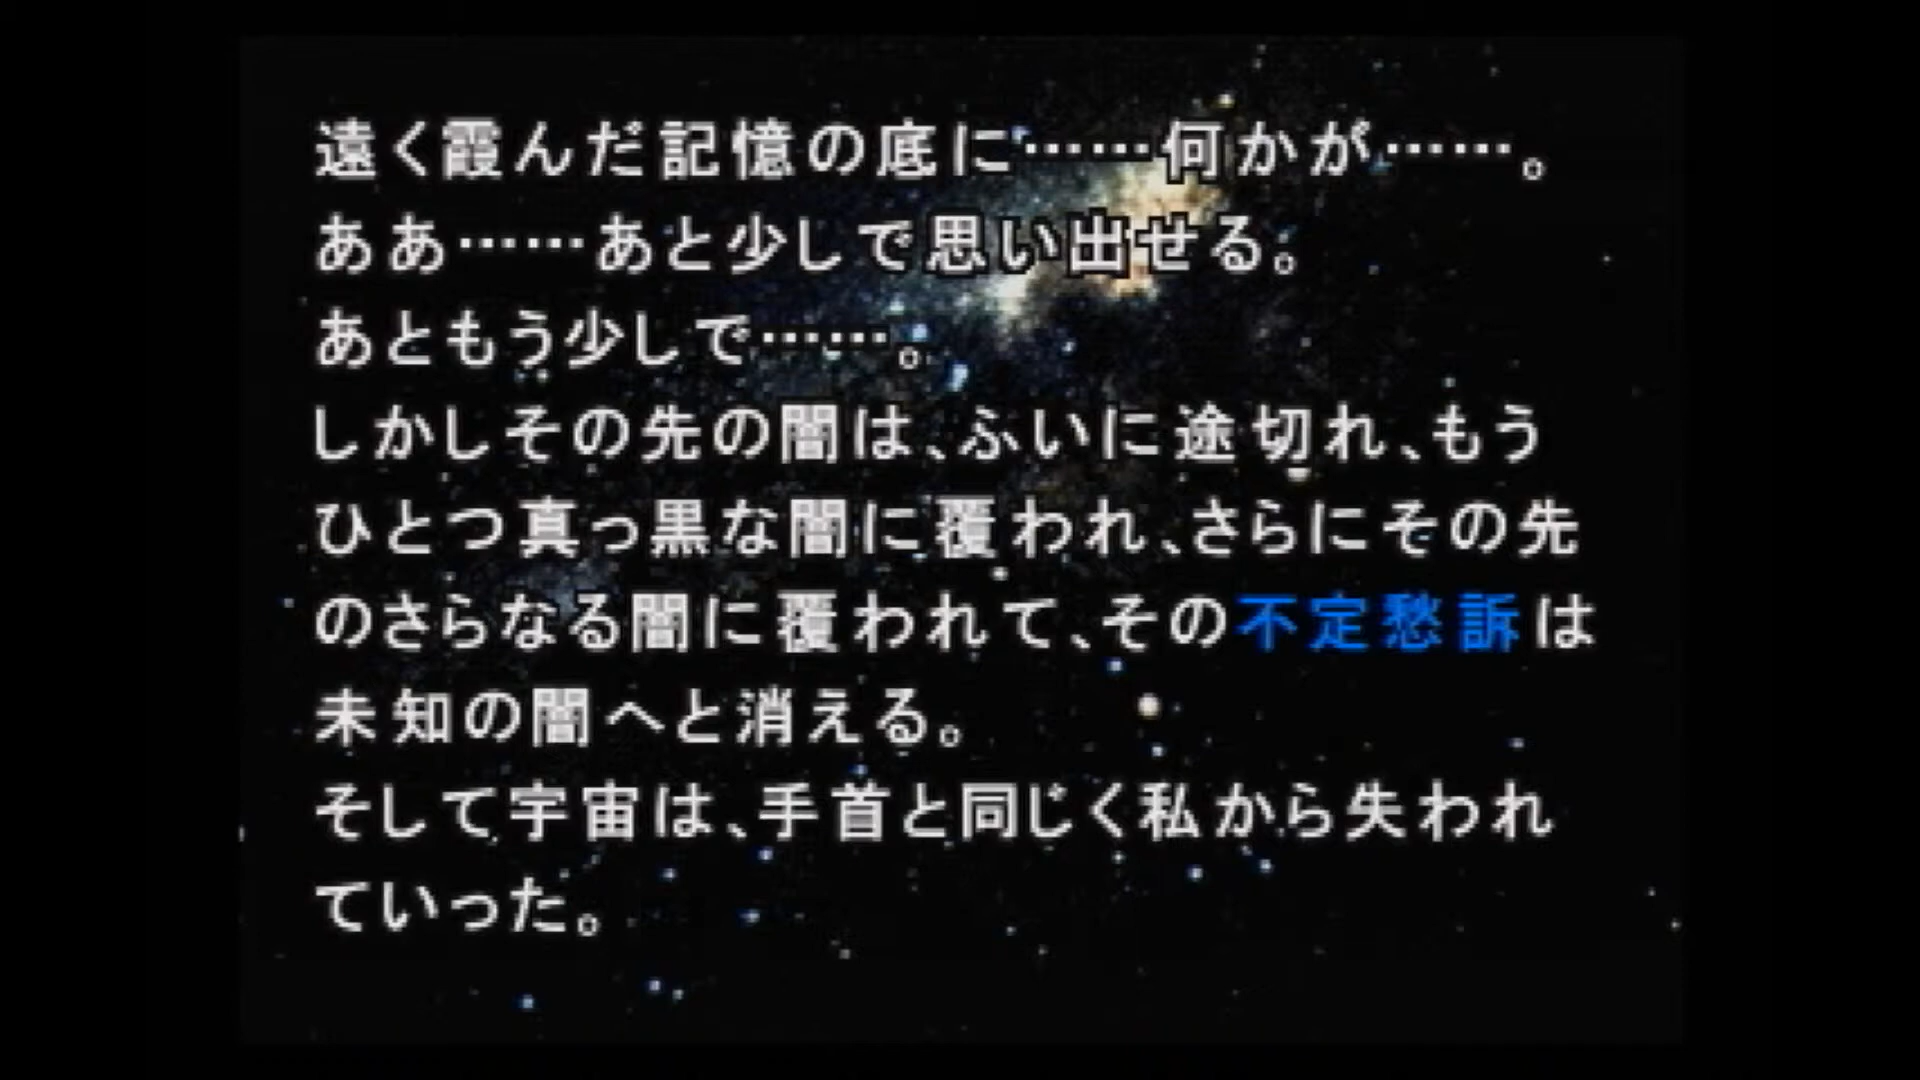 遠く霞んだ記憶の底に……何かが……。
ああ……あと少しで思い出せる。
あともう少しで……。
しかしその先の闇は、ふいに途切れ、もう
ひとつ真っ黒な闇に覆われ、さらにその先
のさらなる闇に覆われて、その不定愁訴は
未知の闇へと消える。
そして宇宙は、手首と同じく私から失われ
ていった。